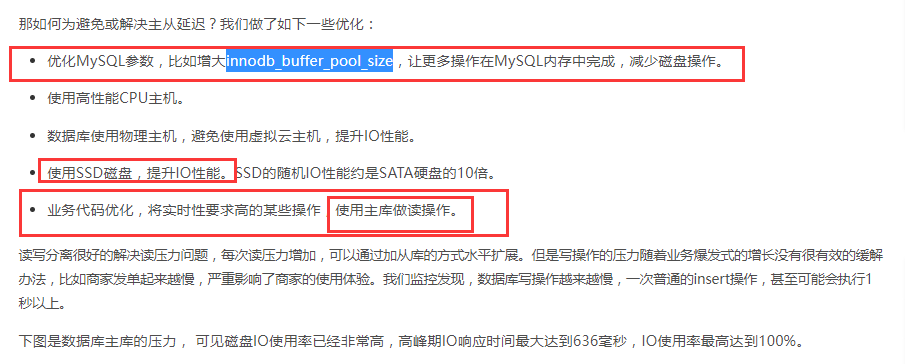 那如何为避免或解决主从延迟？我们做了如下一些优化：
优化MySQL参数，比如增大innodb_buffer_pool_size，让更多操作在MySQL内存中完成，减少磁盘操作。
使用高性能CPU主机。
数据库使用物理主机，避免使用虚拟云主机，提升IO性能。
使用SSD磁盘，提升IO性能。SSD的随机IO性能约是SATA硬盘的10倍。
业务代码优化，将实时性要求高的某些操作，使用主库做读操作。
读写分离很好的解决读压力问题，每次读压力增加，可以通过加从库的方式水平扩展。但是写操作的压力随着业务爆发式的增长没有很有效的缓解
办法，比如商家发单起来越慢，严重影响了商家的使用体验。我们监控发现，数据库写操作越来越慢，一次普通的insert操作，甚至可能会执行1
秒以上。
下图是数据库主库的压力， 可见磁盘IO使用率已经非常高，高峰期IO响应时间最大达到636毫秒，IO使用率最高达到100%。